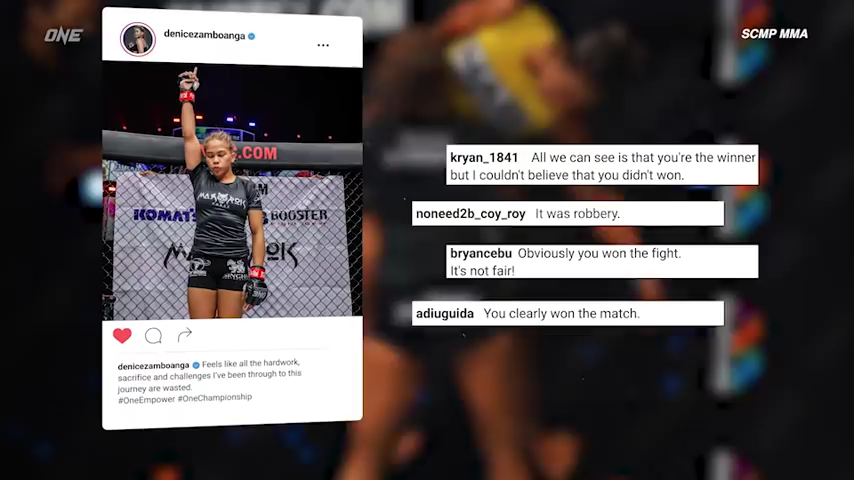 ONE
SCMP MMA
denicezamboanga
.COM
KOMAT
BOOSTER
denicezamboanga Feels like all the hardwork,
sacrifice and challenges I've been through to this
journey are wasted.
#OneEmpower #OneChampionship
kryan_1841 All we can see is that you're the winner
but I couldn't believe that you didn't won.
noneed2b_coy_roy It was robbery.
bryancebu Obviously you won the fight.
It's not fair!
adiuguida You clearly won the match.